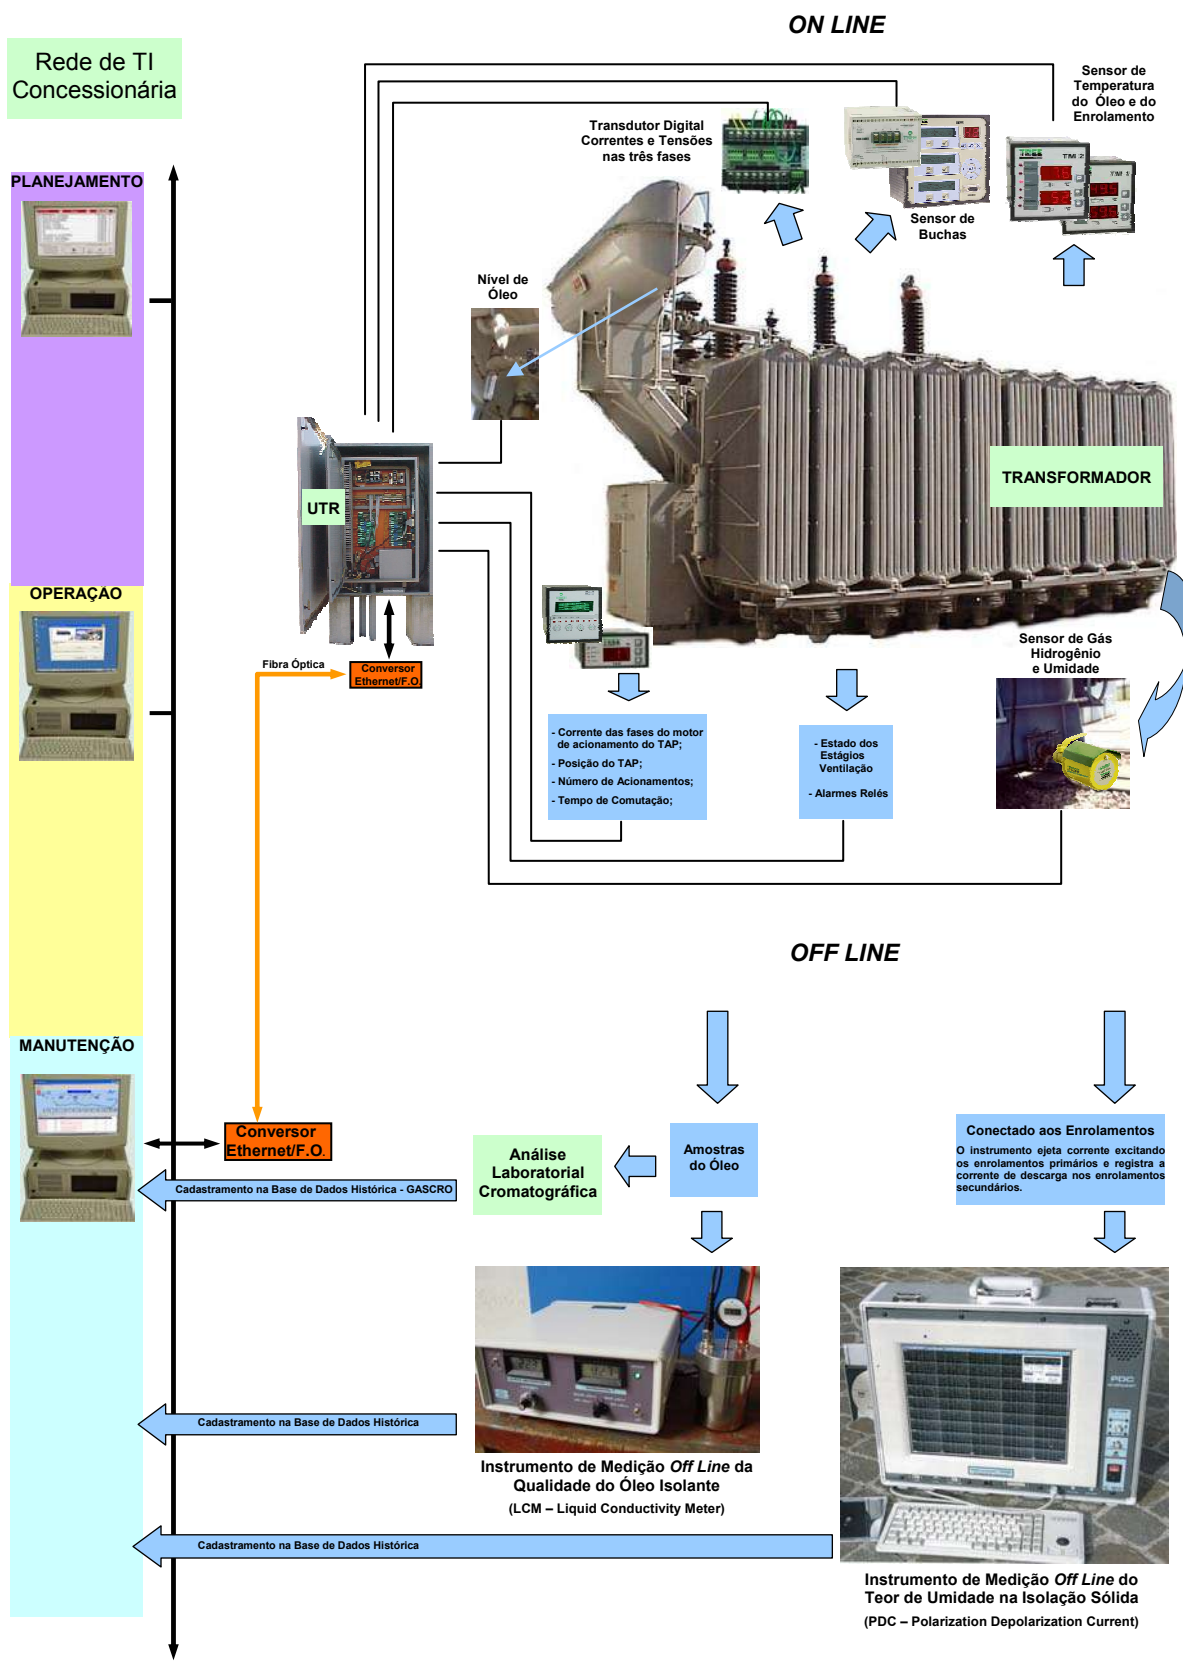 ON LINE
Rede de TI
Concessionária
Sensor de
Temperatura
do Óleo e do
Enrolamento
Transdutor Digital
Correntes e Tensões
nas três fases
TREE
TM 2
TM 1
PLANEJAMENTO
Sensor de
Buchas
Nível de
Óleo
TRANSFORMADOR
UTR
OPERAÇÃO
Sensor de Gás
Hidrogênio
e Umidade
Fibra Óptica
Conversor
Ethernet/F.O.
- Corrente das fases do motor
de acionamento do TAP;
- Posição do TAP;
- Número de Acionamentos;
- Tempo de Comutação;
- Estado dos
Estágios
Ventilação
- Alarmes Relés
OFF LINE
MANUTENÇÃO
Conversor
Ethernet/F.O.
Análise
Laboratorial
Cromatográfica
Amostras
do Óleo
Conectado aos Enrolamentos
O instrumento ejeta corrente excitando
os enrolamentos primários e registra a
corrente de descarga nos enrolamentos
secundários.
Cadastramento na Base de Dados Histórica - GASCRO
PDC
Cadastramento na Base de Dados Histórica
Instrumento de Medição Off Line da
Qualidade do Óleo Isolante
(LCM – Liquid Conductivity Meter)
Cadastramento na Base de Dados Histórica
Instrumento de Medição Off Line do
Teor de Umidade na Isolação Sólida
(PDC – Polarization Depolarization Current)